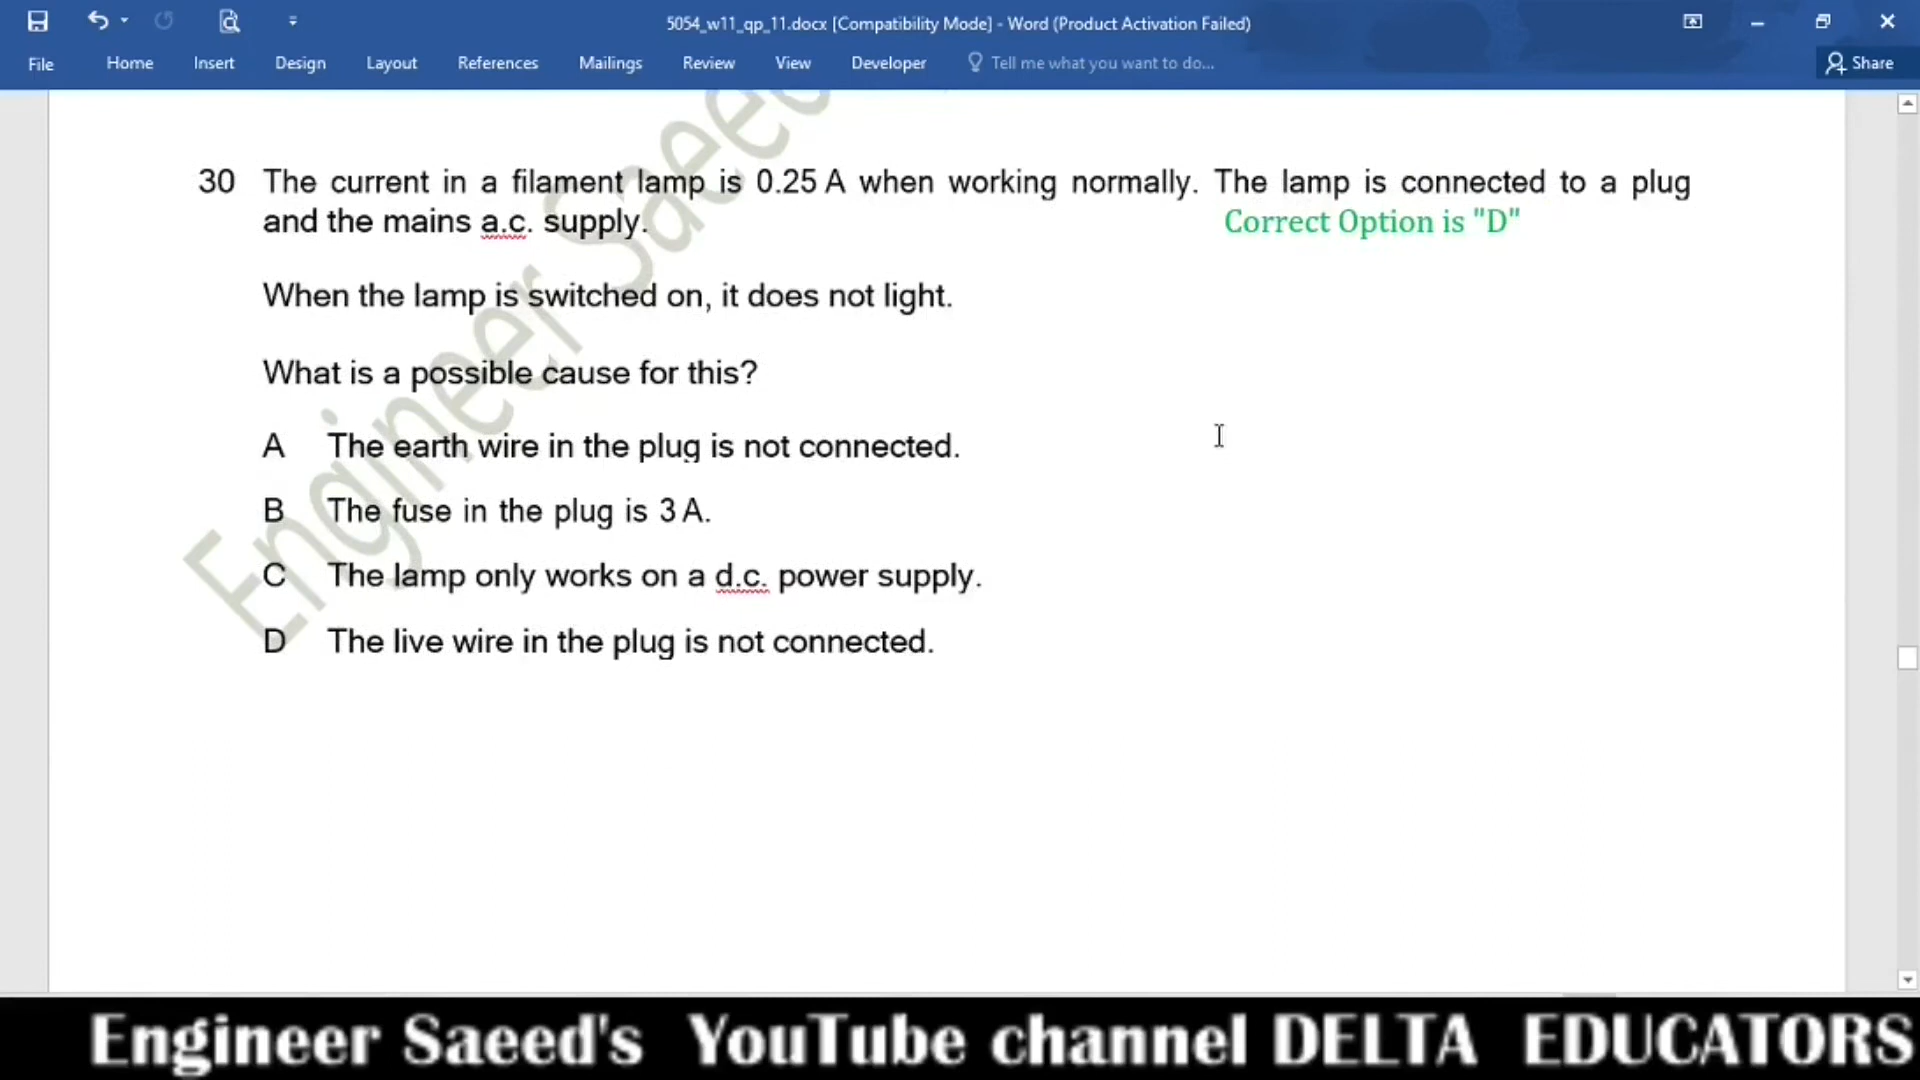 5054_w11_qp_11.docx [Compatibility Mode] - Word (Product Activation Failed)
File Home Insert Design Layout References Mailings Review View Developer Tell me what you want to do... Share
30 The current in a filament lamp is 0.25 A when working normally. The lamp is connected to a plug
and the mains a.c. supply. Correct Option is "D"
When the lamp is switched on, it does not light.
What is a possible cause for this?
A The earth wire in the plug is not connected.
B The fuse in the plug is 3 A.
C The lamp only works on a d.c. power supply.
D The live wire in the plug is not connected.
Engineer Saeed
Engineer Saeed's YouTube channel DELTA EDUCATORS